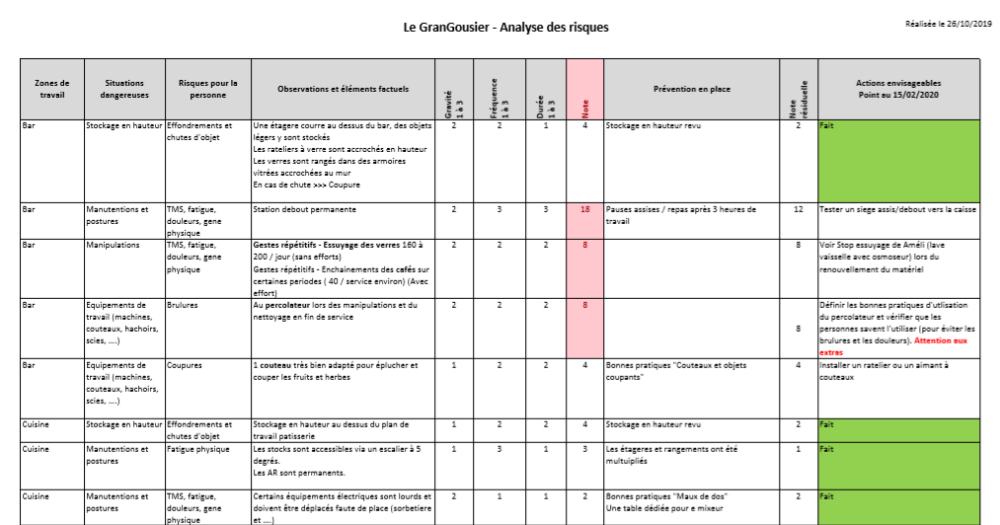 Le GranGousier - Analyse des risques
Réalisée le 26/10/2019
Zones de travail
Situations dangereuses
Risques pour la personne
Observations et éléments factuels
Gravité 1 à 3
Fréquence 1 à 3
Durée 1 à 3
Note
Prévention en place
Note résiduelle
Actions envisageables
Point au 15/02/2020
Bar
Stockage en hauteur
Effondrements et
chutes d'objet
Une étagere courre au dessus du bar, des objets
légers y sont stockés
Les rateliers à verre sont accrochés en hauteur
Les verres sont rangés dans des armoires
vitrées accrochées au mur
En cas de chute >>> Coupure
2
2
1
4
Stockage en hauteur revu
2
Fait
Bar
Manutentions et
postures
TMS, fatigue,
douleurs, gene
physique
Station debout permanente
2
3
3
18
Pauses assises / repas après 3 heures de
travail
12
Tester un siege assis/debout vers la caisse
Bar
Manipulations
TMS, fatigue,
douleurs, gene
physique
Gestes répétitifs - Essuyage des verres 160 à
200 / jour (sans efforts)
Gestes répétitifs - Enchainements des cafés sur
certaines periodes ( 40 / service environ) (Avec
effort)
2
2
2
8
8
Voir Stop essuyage de Améli (lave
vaisselle avec osmoseur) lors du
renouvellement du matériel
Bar
Equipements de
travail (machines,
couteaux, hachoirs,
scies, ....)
Brulures
Au percolateur lors des manipulations et du
nettoyage en fin de service
2
2
2
8
8
Définir les bonnes pratiques d'utlisation
du percolateur et vérifier que les
personnes savent l'utiliser (pour éviter les
brulures et les douleurs). Attention aux
extras
Bar
Equipements de
travail (machines,
couteaux, hachoirs,
scies, ....)
Coupures
1 couteau très bien adapté pour éplucher et
couper les fruits et herbes
1
2
2
4
Bonnes pratiques "Couteaux et objets
coupants"
4
Installer un ratelier ou un aimant à
couteaux
Cuisine
Stockage en hauteur
Effondrements et
chutes d'objet
Stockage en hauteur au dessus du plan de
travail patisserie
1
2
2
4
Stockage en hauteur revu
2
Fait
Cuisine
Manutentions et
postures
Fatigue physique
Les stocks sont accessibles via un escalier à 5
degrés.
Les AR sont permanents.
1
3
1
3
Les étageres et rangements ont été
multuipliés
1
Fait
Cuisine
Manutentions et
postures
TMS, fatigue,
douleurs, gene
physique
Certains équipements électriques sont lourds et
doivent être déplacés faute de place (sorbetiere
et ....)
2
1
1
2
Bonnes pratiques "Maux de dos"
Une table dédiée pour e mixeur
2
Fait